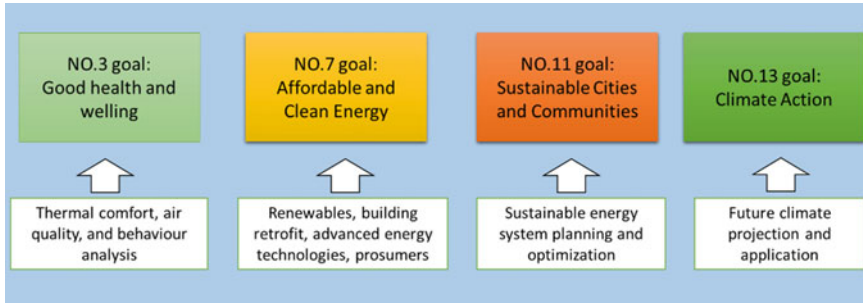 NO.3 goal:
Good health and
welling
NO.7 goal:
Affordable and
Clean Energy
NO.11 goal:
Sustainable Cities
and Communities
NO.13 goal:
Climate Action
Thermal comfort, air
quality, and behaviour
analysis
Renewables, building
retrofit, advanced energy
technologies, prosumers
Sustainable energy
system planning and
optimization
Future climate
projection and
application